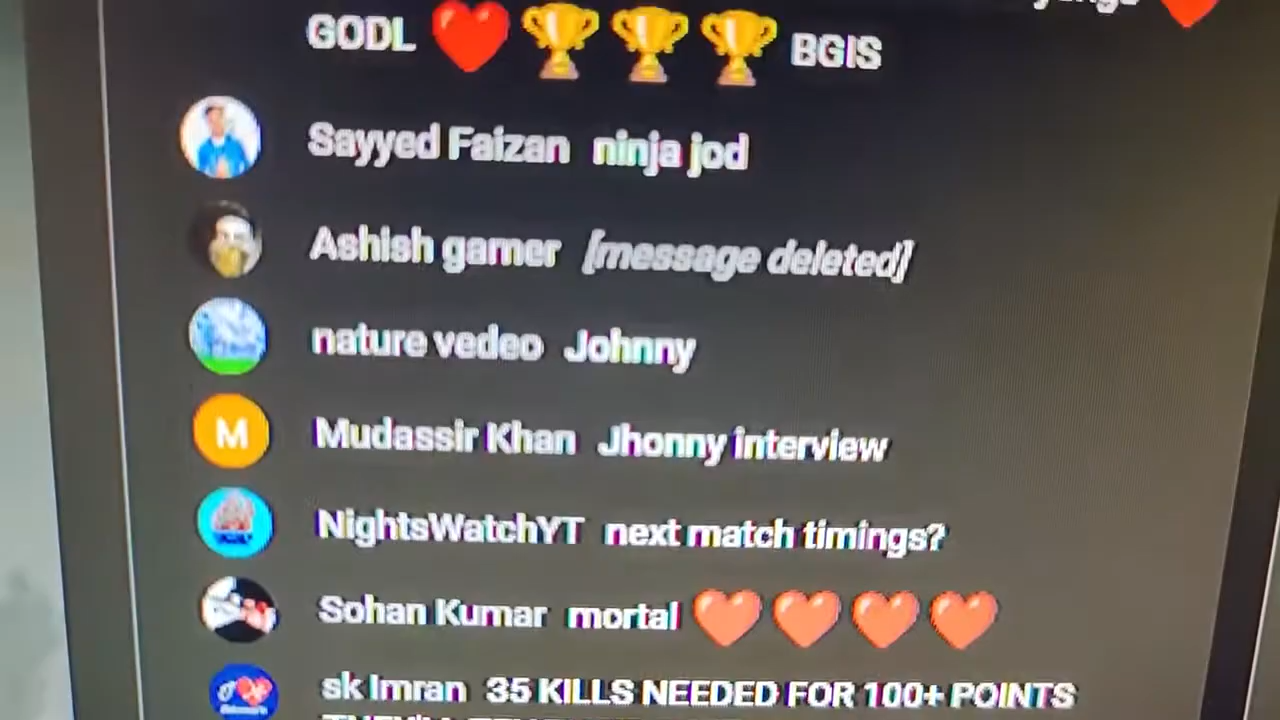 GODL ❤️ 🏆 🏆 🏆 BGIS
Sayyed Faizan ninja jod
Ashish gamer [message deleted]
nature vedeo Johnny
M
Mudassir Khan Jhonny interview
NightsWatchYT next match timings?
Sohan Kumar mortal 🧡 🧡 🧡 🧡
sk Imran 35 KILLS NEEDED FOR 100+ POINTS